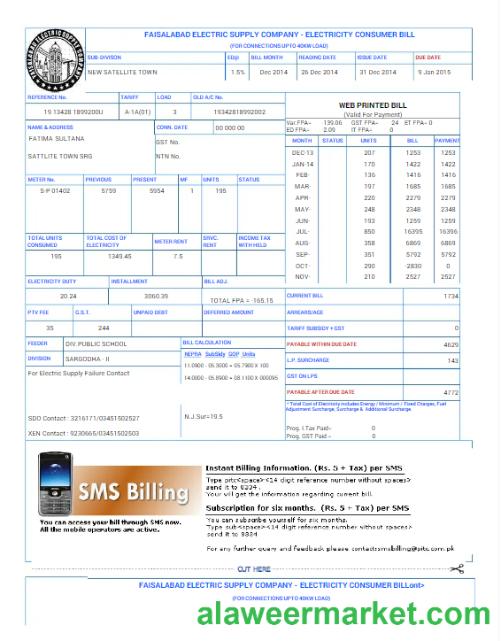 FAISALABAD ELECTRIC SUPPLY COMPANY - ELECTRICITY CONSUMER BILL
(FOR CONNECTIONS UPTO 40KW LOAD)
SUB DIVISON ED@ BILL MONTH READING DATE ISSUE DATE DUE DATE
NEW SATELLITE TOWN 1.5% Dec 2014 26 Dec 2014 31 Dec 2014 9 Jan 2015
REFERENCE No. TARIFF LOAD OLD A/C No.
19 13428 1899200U A-1A(01) 3 19342818992002
WEB PRINTED BILL
(Valid For Payment)
Var.FPA- 139.06 GST FPA- 24 ET FPA- 0
ED FPA- 2.09 IT FPA- 0
NAME & ADDRESS CONN. DATE 00 000 00
FATIMA SULTANA
GST No.
SATTLITE TOWN SRG NTN No.
MONTH STATUS UNITS BILL PAYMENT
DEC-13 207 1253 1253
JAN-14 170 1422 1422
FEB- 136 1416 1416
MAR- 197 1685 1685
APR- 226 2279 2279
MAY- 248 2348 2348
JUN- 193 1259 1259
JUL- 850 16395 16396
AUG- 358 6869 6869
SEP- 351 5792 5792
OCT- 290 -2830 0
NOV- 210 2527 2527
METER No. PREVIOUS PRESENT MF UNITS STATUS
S-P 01402 5759 5954 1 195
TOTAL UNITS CONSUMED TOTAL COST OF ELECTRICITY METER RENT SRVC. RENT INCOME TAX WITH HELD
195 1349.45 7.5
ELECTRICITY DUTY INSTALLMENT BILL ADJ.
20.24 3060.39 TOTAL FPA = -165.15
PTV FEE G.S.T. UNPAID DEBT DEFERRED AMOUNT
35 244
CURRENT BILL 1734
ARREARS/AGE
TARIFF SUBSIDY + GST 0
PAYABLE WITHIN DUE DATE 4629
L.P. SURCHARGE 143
GST ON LPS
PAYABLE AFTER DUE DATE 4772
FEEDER DIV. PUBLIC SCHOOL
DIVISION SARGODHA - II
For Electric Supply Failure Contact
SDO Contact : 3216171/03451502527
XEN Contact : 9230665/03451502503
BILL CALCULATION
NEPRA SubSidy GOP Units
11.0900 - 05.3000 = 05.7900 X 100
14.0000 - 05.8900 = 08.1100 X 000095
N.J.Sur=19.5
* Total Cost of Electricity includes Energy / Minimum / Fixed Charges, Fuel
Adjustment Surcharge, Surcharge & Additional Surcharge
Prog. I.Tax Paid- 0
Prog. GST Paid - 0
SMS Billing
You can access your bill through SMS now.
All the mobile operators are active.
Instant Billing Information. (Rs. 5 + Tax) per SMS
Type pitc<space><14 digit reference number without spaces>
send it to 8334.
Your will get the information regarding current bill.
Subscription for six months. (Rs. 5 + Tax) per SMS
You can subscribe yourself for six months.
Type sub<space><14 digit reference number without spaces>
send it to 8334
For any further query and feedback please contact:smsbilling@pitc.com.pk
CUT HERE
FAISALABAD ELECTRIC SUPPLY COMPANY - ELECTRICITY CONSUMER BILLont>
(FOR CONNECTIONS UPTO 40KW LOAD)
alaweermarket.com